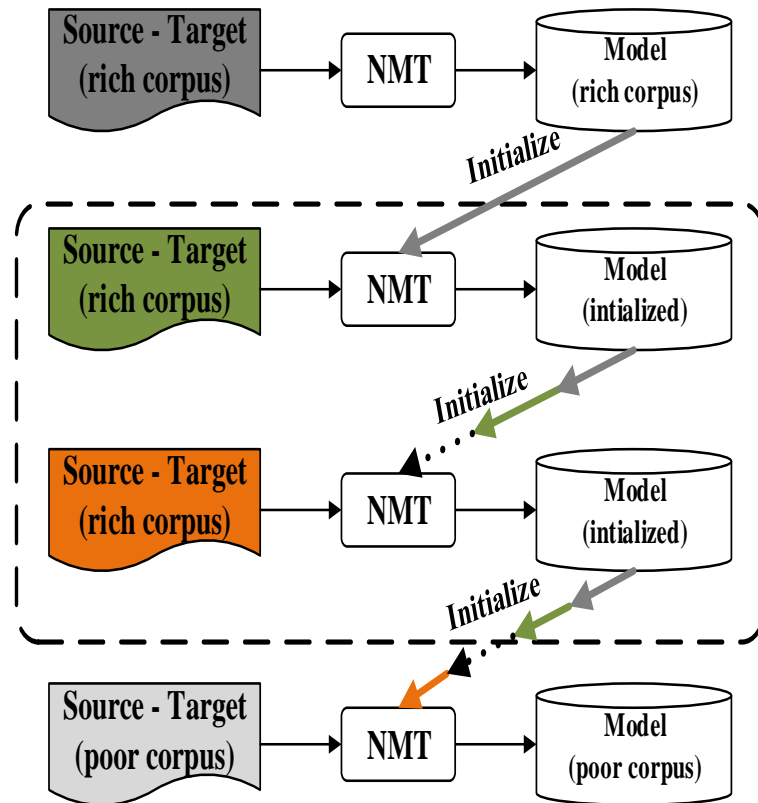 Source - Target
(rich corpus)
NMT
Model
(rich corpus)
Initialize
Source - Target
(rich corpus)
NMT
Model
(intialized)
Initialize
Source - Target
(rich corpus)
NMT
Model
(intialized)
Initialize
Source - Target
(poor corpus)
NMT
Model
(poor corpus)